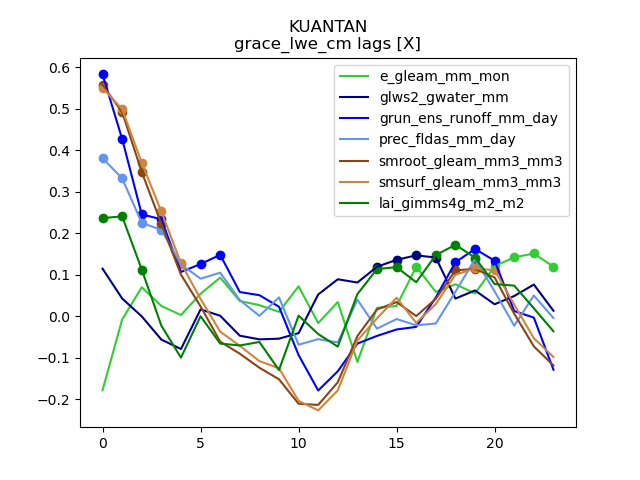 KUANTAN
grace_lwe_cm lags [X]
e_gleam_mm_mon
glws2_gwater_mm
grun_ens_runoff_mm_day
prec_fldas_mm_day
smroot_gleam_mm3_mm3
smsurf_gleam_mm3_mm3
lai_gimms4g_m2_m2
0.6
0.5
0.4
0.3
0.2
0.1
0.0
−0.1
−0.2
0 5 10 15 20